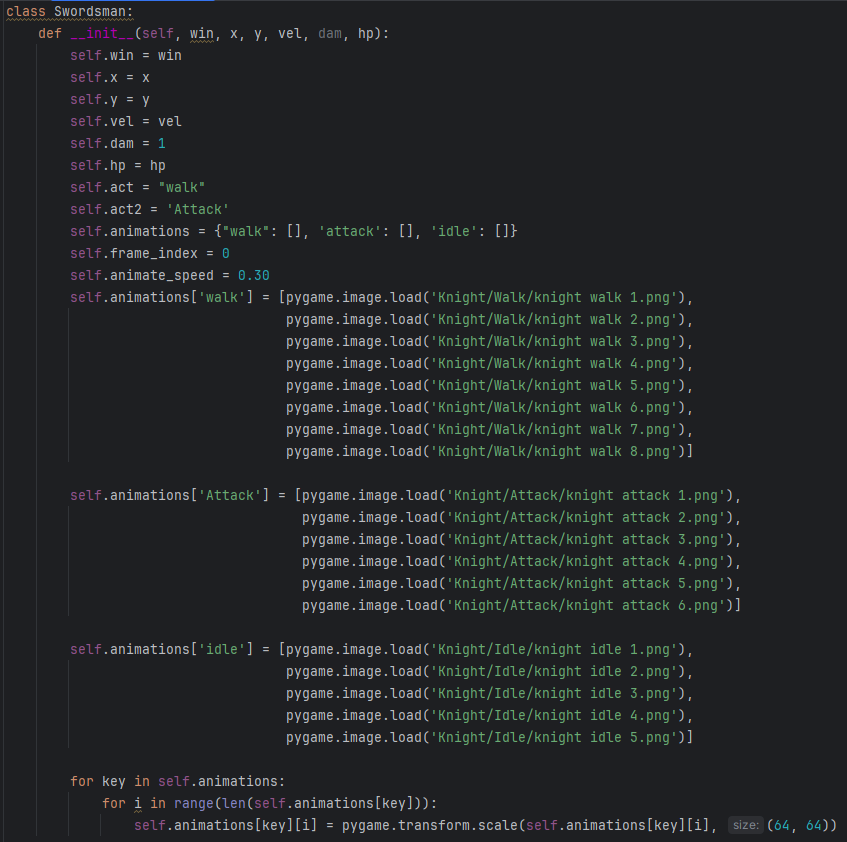 class Swordsman:
    def __init__(self, win, x, y, vel, dam, hp):
        self.win = win
        self.x = x
        self.y = y
        self.vel = vel
        self.dam = 1
        self.hp = hp
        self.act = "walk"
        self.act2 = 'Attack'
        self.animations = {"walk": [], 'attack': [], 'idle': []}
        self.frame_index = 0
        self.animate_speed = 0.30
        self.animations['walk'] = [pygame.image.load('Knight/Walk/knight walk 1.png'),
                                   pygame.image.load('Knight/Walk/knight walk 2.png'),
                                   pygame.image.load('Knight/Walk/knight walk 3.png'),
                                   pygame.image.load('Knight/Walk/knight walk 4.png'),
                                   pygame.image.load('Knight/Walk/knight walk 5.png'),
                                   pygame.image.load('Knight/Walk/knight walk 6.png'),
                                   pygame.image.load('Knight/Walk/knight walk 7.png'),
                                   pygame.image.load('Knight/Walk/knight walk 8.png')]

        self.animations['Attack'] = [pygame.image.load('Knight/Attack/knight attack 1.png'),
                                     pygame.image.load('Knight/Attack/knight attack 2.png'),
                                     pygame.image.load('Knight/Attack/knight attack 3.png'),
                                     pygame.image.load('Knight/Attack/knight attack 4.png'),
                                     pygame.image.load('Knight/Attack/knight attack 5.png'),
                                     pygame.image.load('Knight/Attack/knight attack 6.png')]

        self.animations['idle'] = [pygame.image.load('Knight/Idle/knight idle 1.png'),
                                   pygame.image.load('Knight/Idle/knight idle 2.png'),
                                   pygame.image.load('Knight/Idle/knight idle 3.png'),
                                   pygame.image.load('Knight/Idle/knight idle 4.png'),
                                   pygame.image.load('Knight/Idle/knight idle 5.png')]

        for key in self.animations:
            for i in range(len(self.animations[key])):
                self.animations[key][i] = pygame.transform.scale(self.animations[key][i], size: (64, 64))